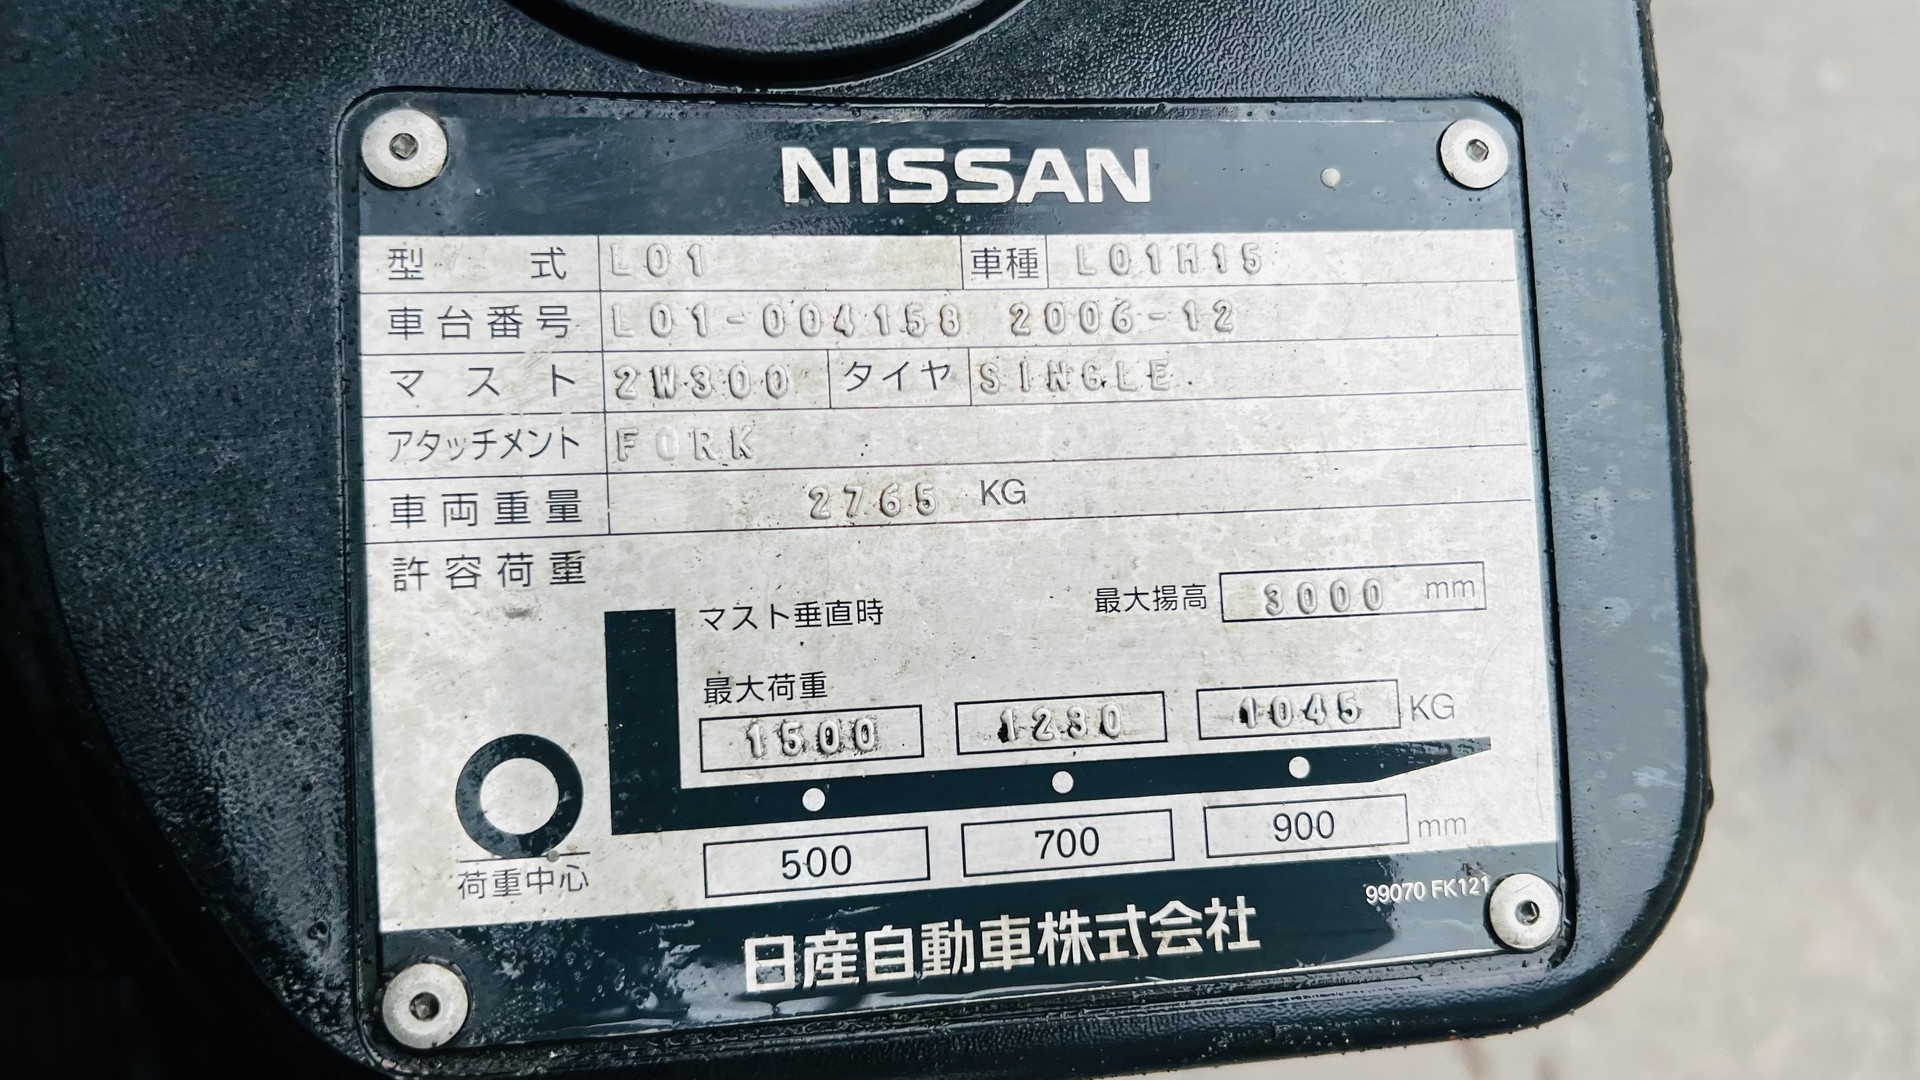 NISSAN
型式 L01 車種 L01M15
車台番号 L01-004158 2006-12
マスト 2W300 タイヤ SINGLE
アタッチメント FORK
車両重量 2765 KG
許容荷重
マスト垂直時 最大揚高 3000 mm
最大荷重
1500 1230 1045 KG
500 700 900 mm
荷重中心
99070 FK121
日産自動車株式会社